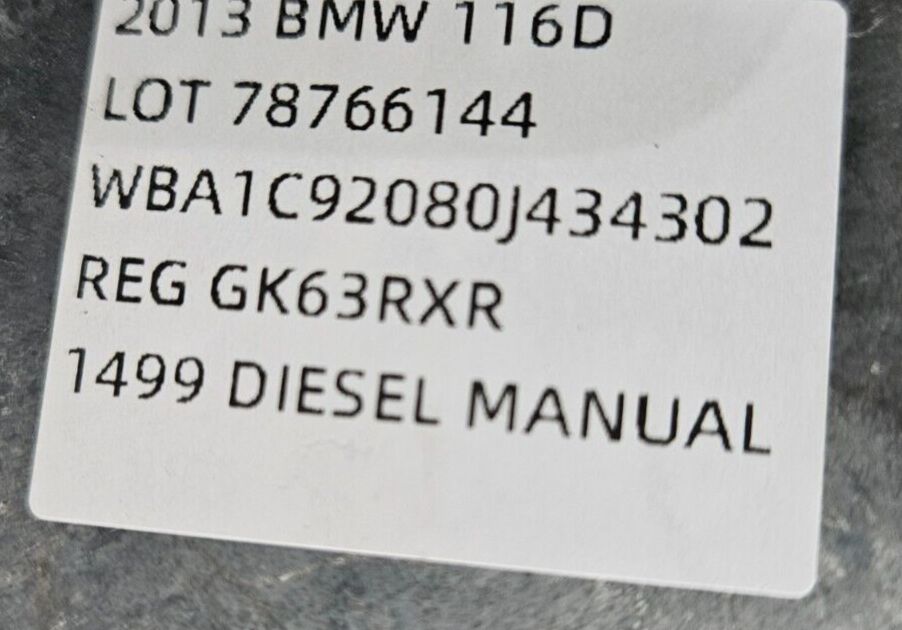 2013 BMW 116D
LOT 78766144
WBA1C92080J434302
REG GK63RXR
1499 DIESEL MANUAL